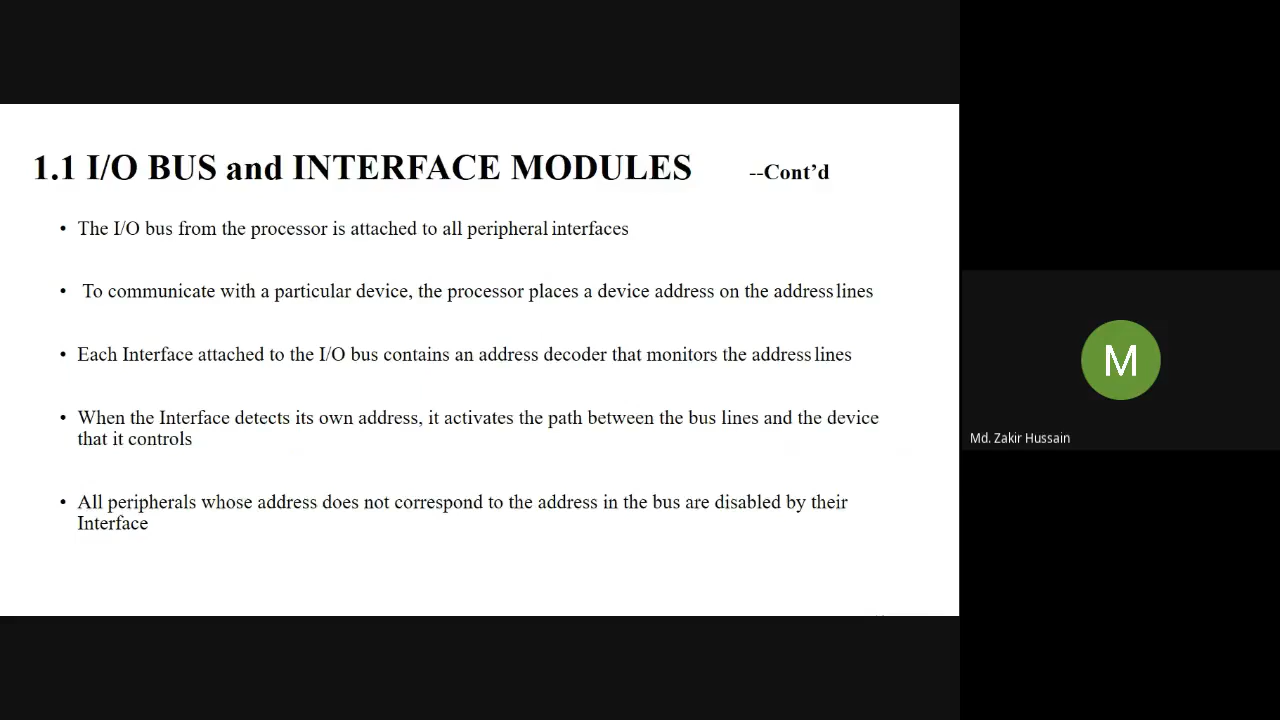 1.1 I/O BUS and INTERFACE MODULES --Cont’d
• The I/O bus from the processor is attached to all peripheral interfaces
• To communicate with a particular device, the processor places a device address on the address lines
• Each Interface attached to the I/O bus contains an address decoder that monitors the address lines
• When the Interface detects its own address, it activates the path between the bus lines and the device
that it controls
• All peripherals whose address does not correspond to the address in the bus are disabled by their
Interface
M
Md. Zakir Hussain